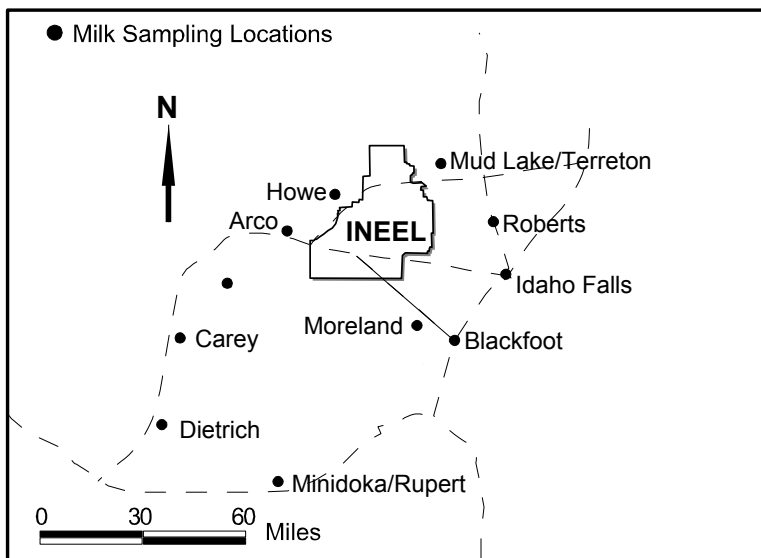 Milk Sampling Locations
N
Mud Lake/Terreton
Howe
Arco
INEEL
Roberts
Idaho Falls
Moreland
Carey
Blackfoot
Dietrich
Minidoka/Rupert
0 30 60
Miles